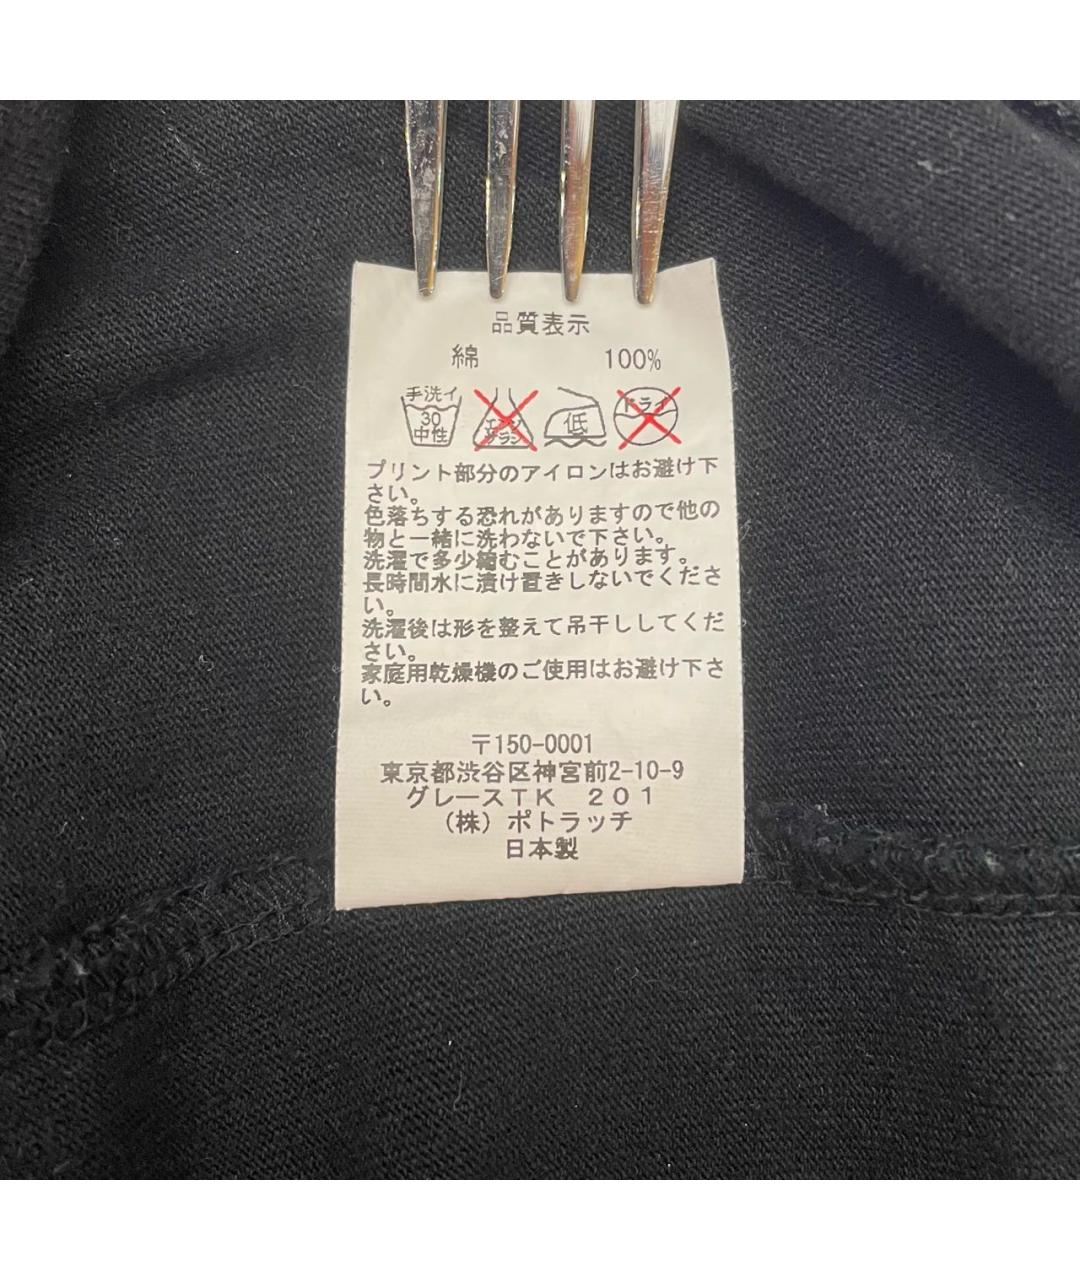 品質表示
綿 100%
手洗イ
30
中性
エンソ
サラシ
低
ドライ
プリント部分のアイロンはお避け下
さい。
色落ちする恐れがありますので他の
物と一緒に洗わないで下さい。
洗濯で多少縮むことがあります。
長時間水に漬け置きしないでくださ
い。
洗濯後は形を整えて吊干ししてくだ
さい。
家庭用乾燥機のご使用はお避け下さ
い。
〒150-0001
東京都渋谷区神宮前2-10-9
グレースTK 201
(株)ポトラッチ
日本製